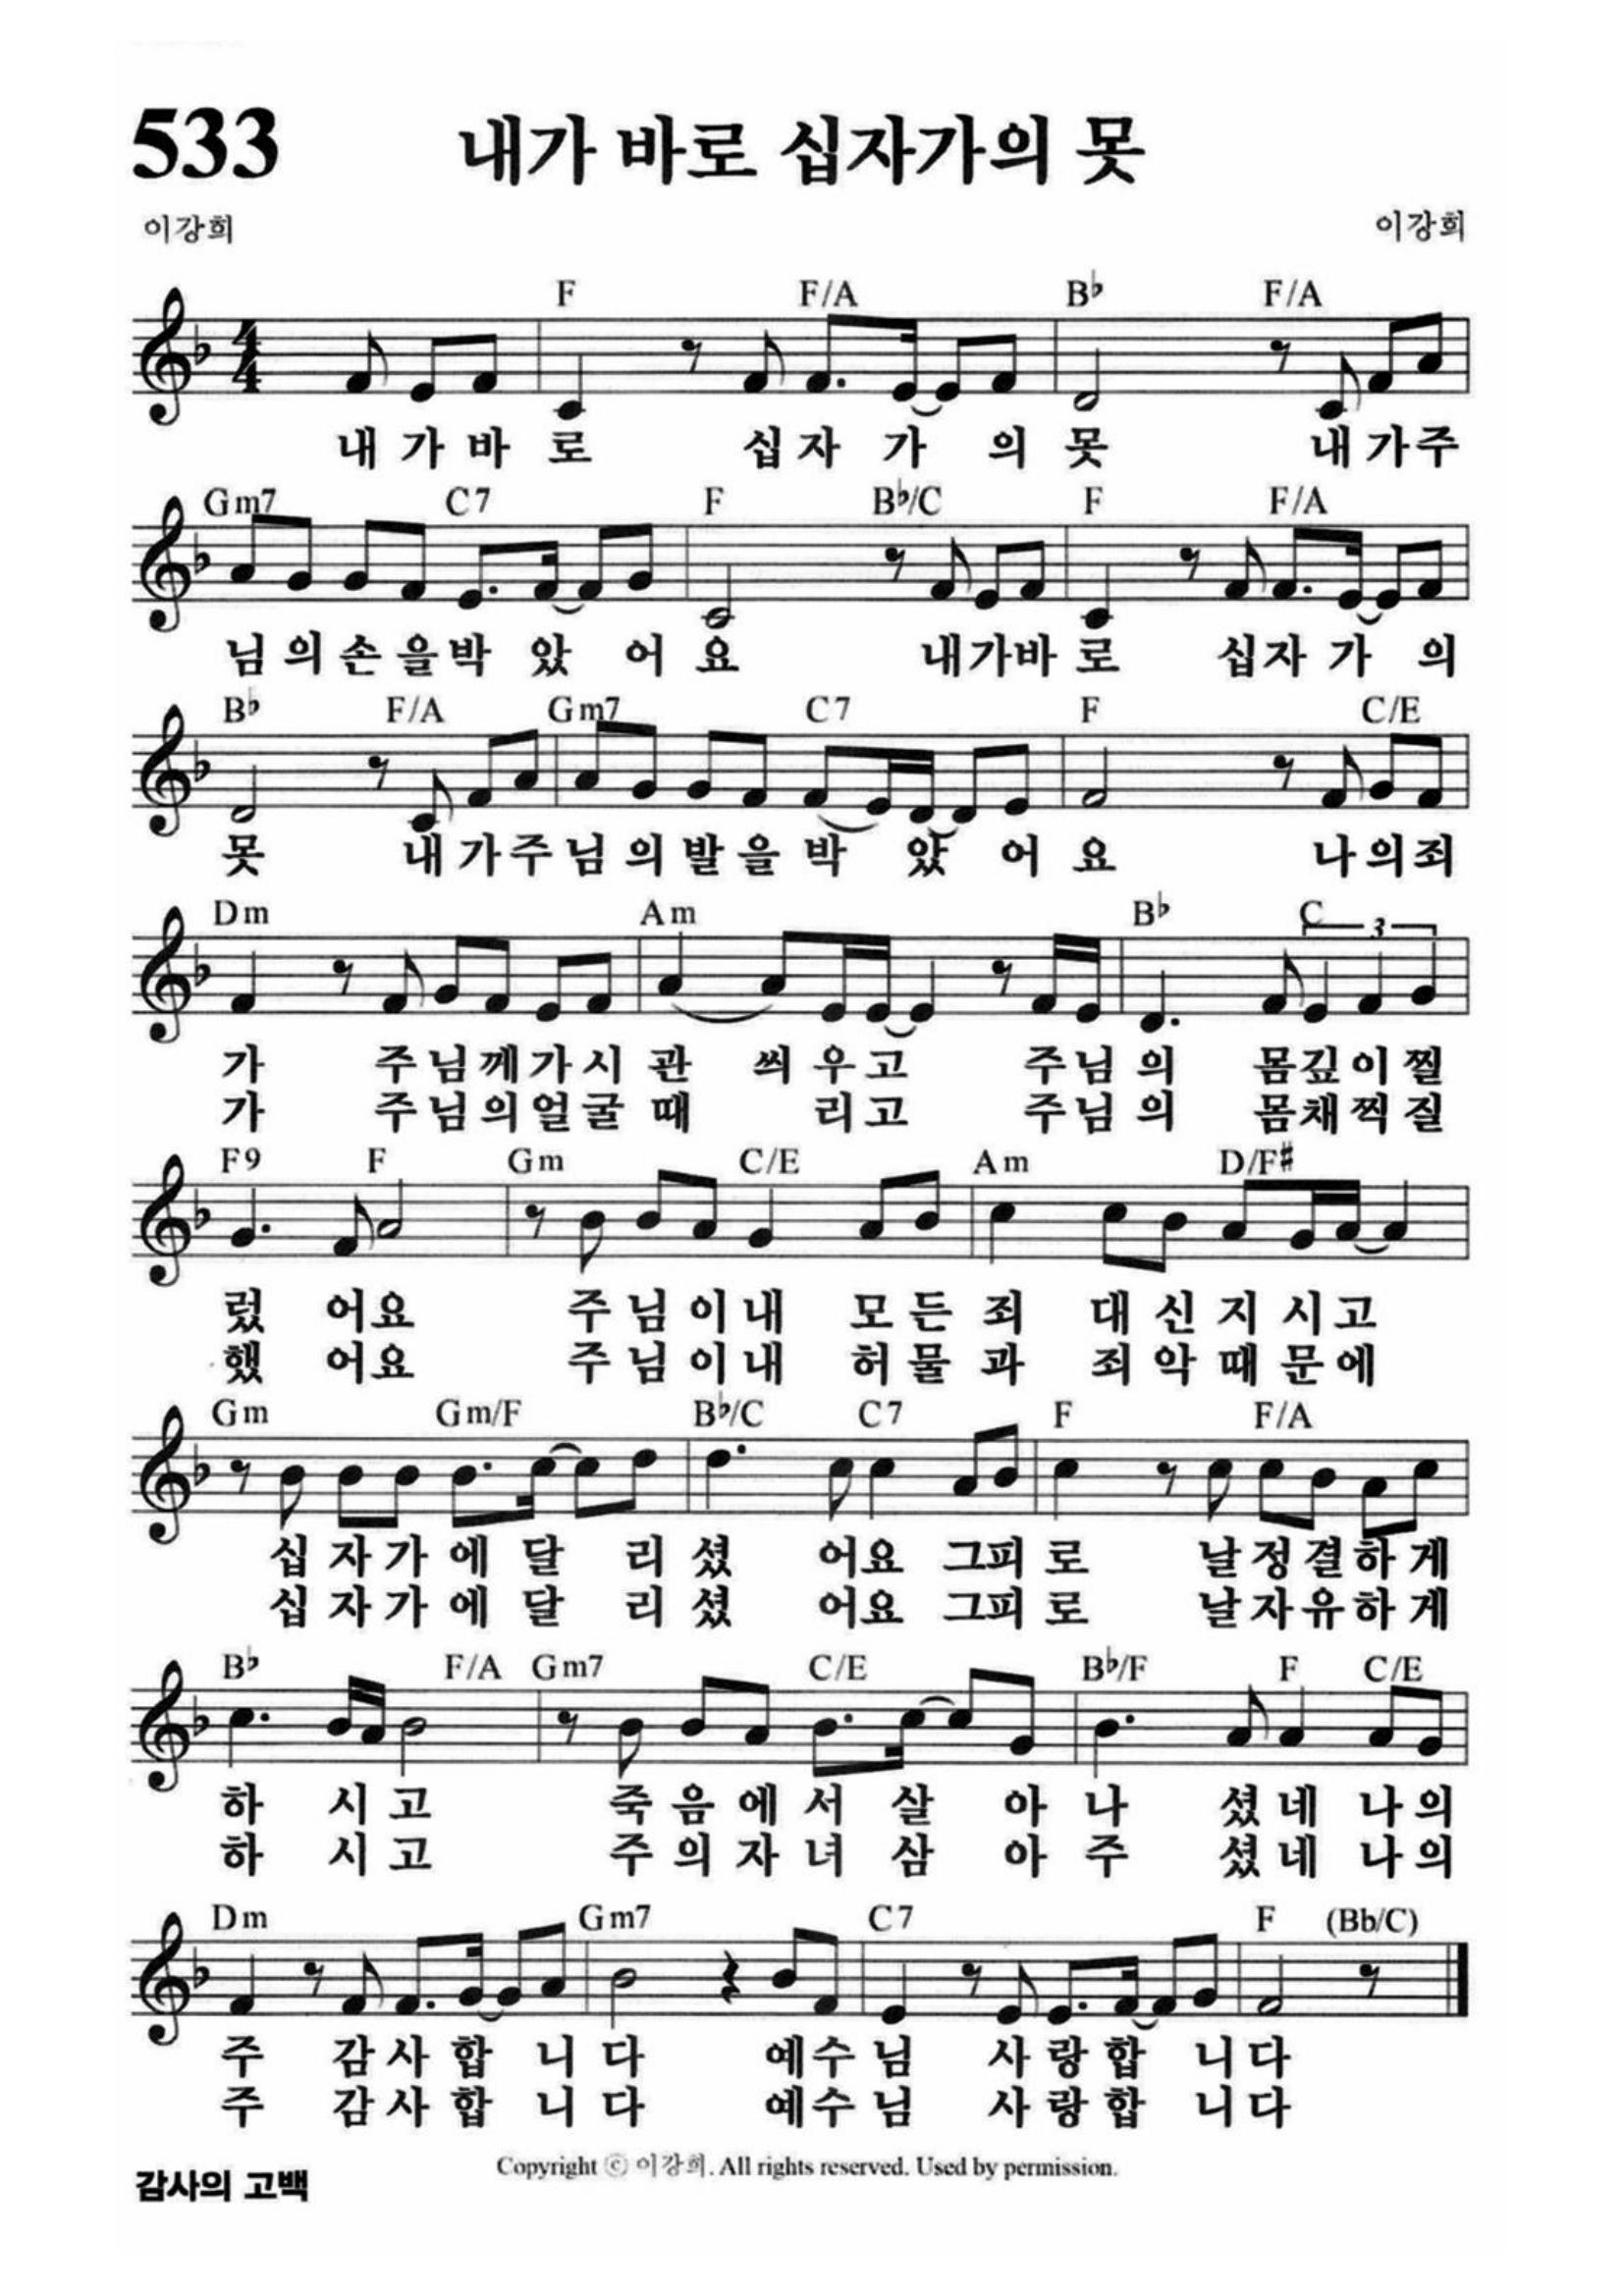 533 내가 바로 십자가의 못
이강희 이강희
F F/A B♭ F/A
내 가 바 로 십 자 가 의 못 내 가 주
Gm7 C7 F B♭/C F F/A
님 의 손 을 박 았 어 요 내 가 바 로 십 자 가 의
B♭ F/A Gm7 C7 F C/E
못 내 가 주 님 의 발 을 박 았 어 요 나 의 죄
Dm Am B♭ C 3
가 주 님 께 가 시 관 씌 우 고 주 님 의 몸 깊 이 찔
가 주 님 의 얼 굴 때 리 고 주 님 의 몸 채 찍 질
F9 F Gm C/E Am D/F#
렀 어 요 주 님 이 내 모 든 죄 대 신 지 시 고
했 어 요 주 님 이 내 허 물 과 죄 악 때 문 에
Gm Gm/F B♭/C C7 F F/A
십 자 가 에 달 리 셨 어 요 그 피 로 날 정 결 하 게
십 자 가 에 달 리 셨 어 요 그 피 로 날 자 유 하 게
B♭ F/A Gm7 C/E B♭/F F C/E
하 시 고 죽 음 에 서 살 아 나 셨 네 나 의
하 시 고 주 의 자 녀 삼 아 주 셨 네 나 의
Dm Gm7 C7 F (Bb/C)
주 감 사 합 니 다 예 수 님 사 랑 합 니 다
주 감 사 합 니 다 예 수 님 사 랑 합 니 다
Copyright ⓒ 이강희. All rights reserved. Used by permission.
감사의 고백